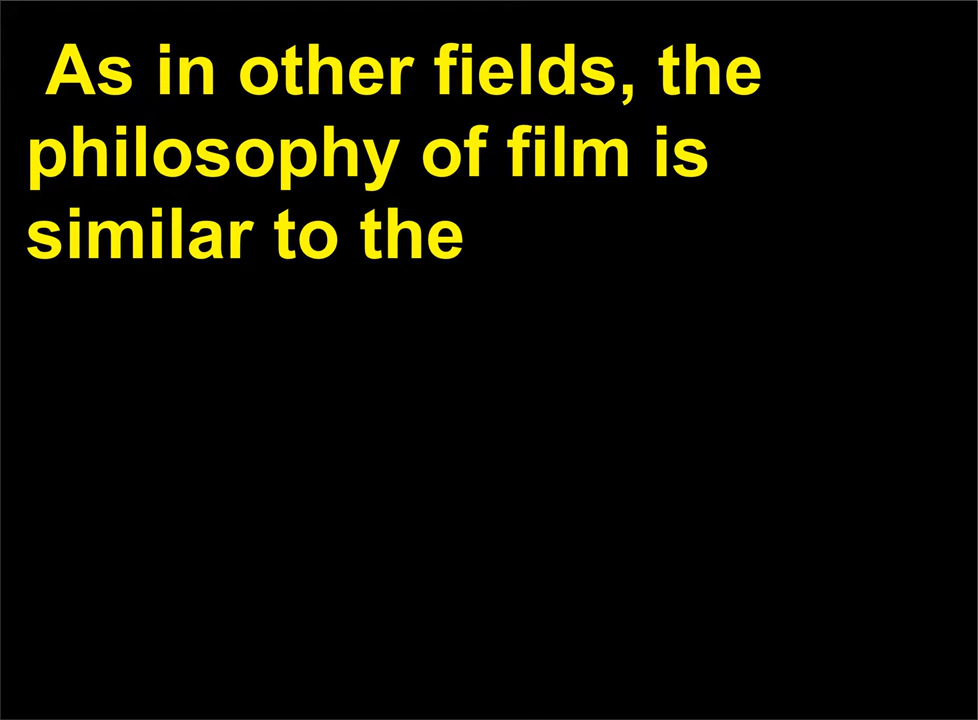 As in other fields, the
philosophy of film is
similar to the